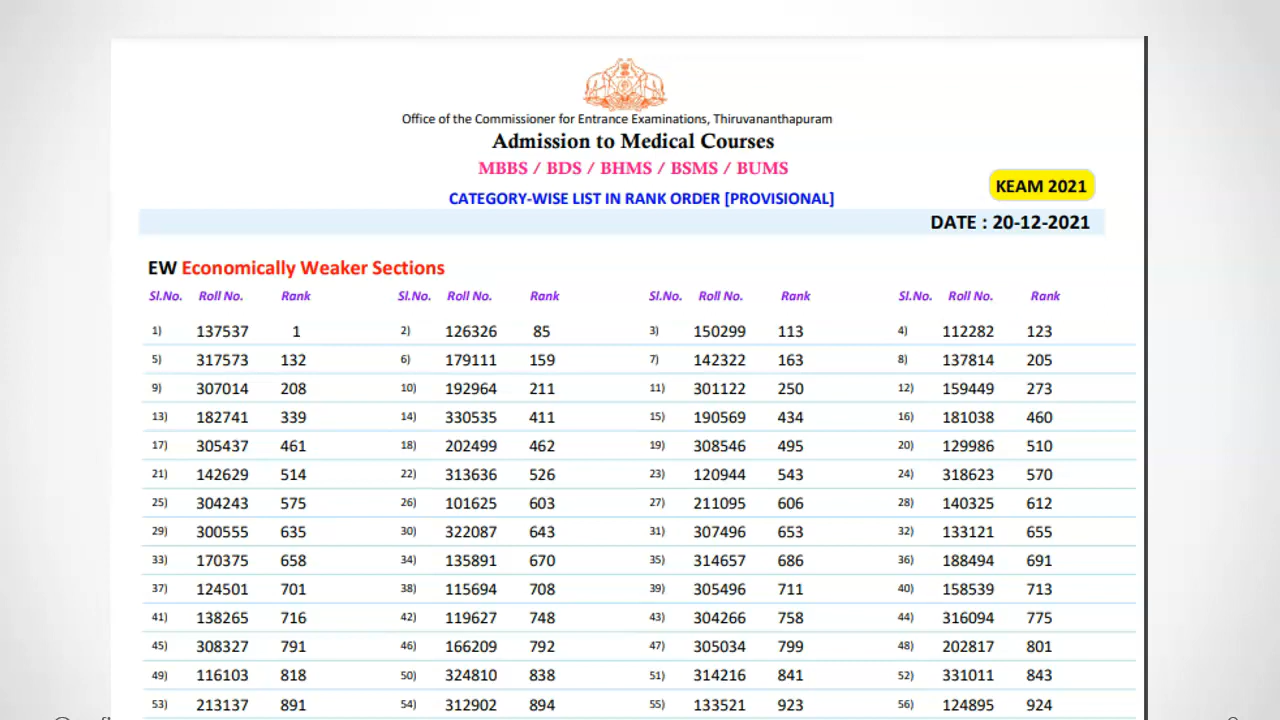 Office of the Commissioner for Entrance Examinations, Thiruvananthapuram
Admission to Medical Courses
MBBS / BDS / BHMS / BSMS / BUMS
KEAM 2021
CATEGORY-WISE LIST IN RANK ORDER [PROVISIONAL]
DATE : 20-12-2021
EW Economically Weaker Sections
Sl.No. Roll No. Rank Sl.No. Roll No. Rank Sl.No. Roll No. Rank Sl.No. Roll No. Rank
1) 137537 1 2) 126326 85 3) 150299 113 4) 112282 123
5) 317573 132 6) 179111 159 7) 142322 163 8) 137814 205
9) 307014 208 10) 192964 211 11) 301122 250 12) 159449 273
13) 182741 339 14) 330535 411 15) 190569 434 16) 181038 460
17) 305437 461 18) 202499 462 19) 308546 495 20) 129986 510
21) 142629 514 22) 313636 526 23) 120944 543 24) 318623 570
25) 304243 575 26) 101625 603 27) 211095 606 28) 140325 612
29) 300555 635 30) 322087 643 31) 307496 653 32) 133121 655
33) 170375 658 34) 135891 670 35) 314657 686 36) 188494 691
37) 124501 701 38) 115694 708 39) 305496 711 40) 158539 713
41) 138265 716 42) 119627 748 43) 304266 758 44) 316094 775
45) 308327 791 46) 166209 792 47) 305034 799 48) 202817 801
49) 116103 818 50) 324810 838 51) 314216 841 52) 331011 843
53) 213137 891 54) 312902 894 55) 133521 923 56) 124895 924